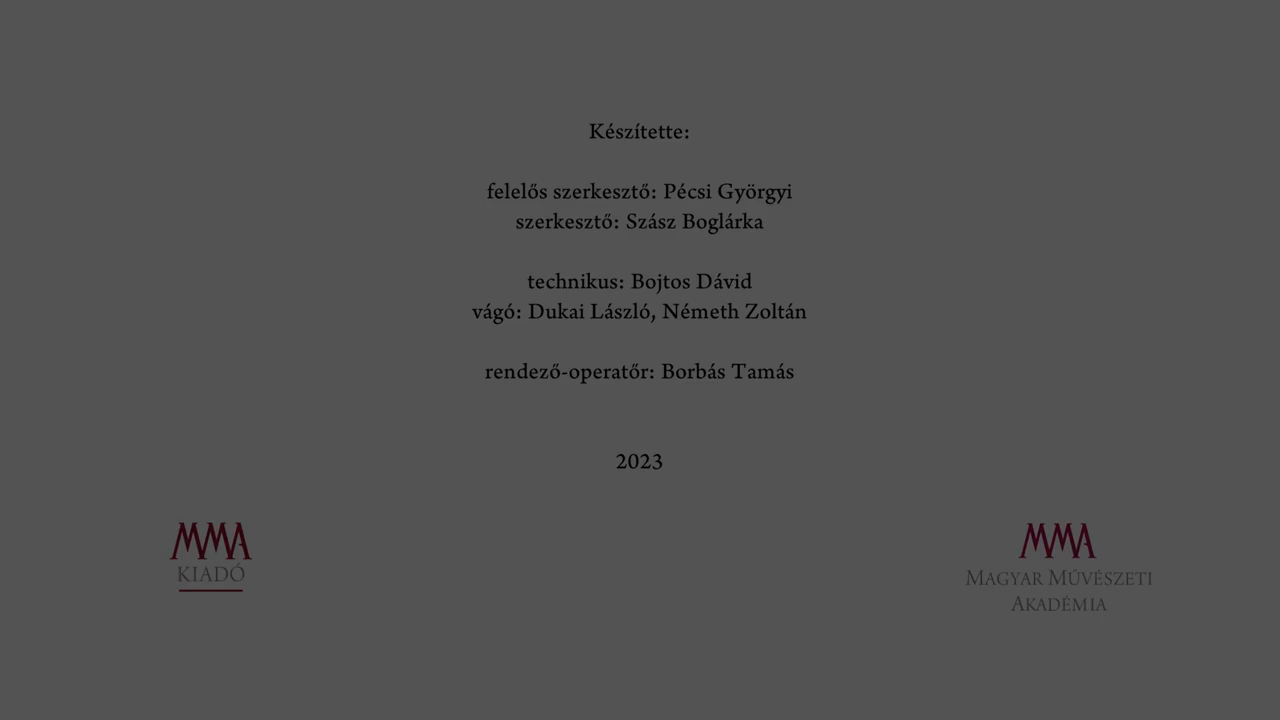 Készítette:
felelős szerkesztő: Pécsi Györgyi
szerkesztő: Szász Boglárka
technikus: Bojtos Dávid
vágó: Dukai László, Németh Zoltán
rendező-operatőr: Borbás Tamás
2023
MMA
KIADÓ
MMA
MAGYAR MŰVÉSZETI
AKADÉMIA